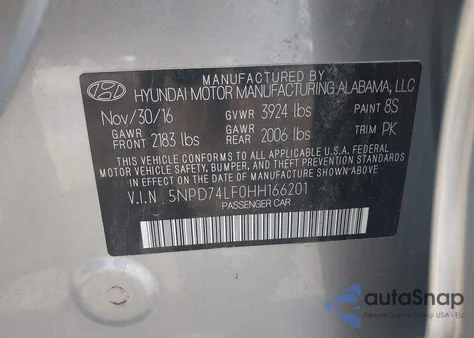 MANUFACTURED BY
HYUNDAI MOTOR MANUFACTURING ALABAMA, LLC
Nov/30/16 GVWR 3924 lbs PAINT 8S
GAWR FRONT 2183 lbs GAWR REAR 2006 lbs TRIM PK
THIS VEHICLE CONFORMS TO ALL APPLICABLE U.S. FEDERAL
MOTOR VEHICLE SAFETY, BUMPER, AND THEFT PREVENTION
STANDARDS IN EFFECT ON THE DATE OF MANUFACTURE SHOWN ABOVE.
V.I.N 5NPD74LF0HH166201
PASSENGER CAR
autaSnap